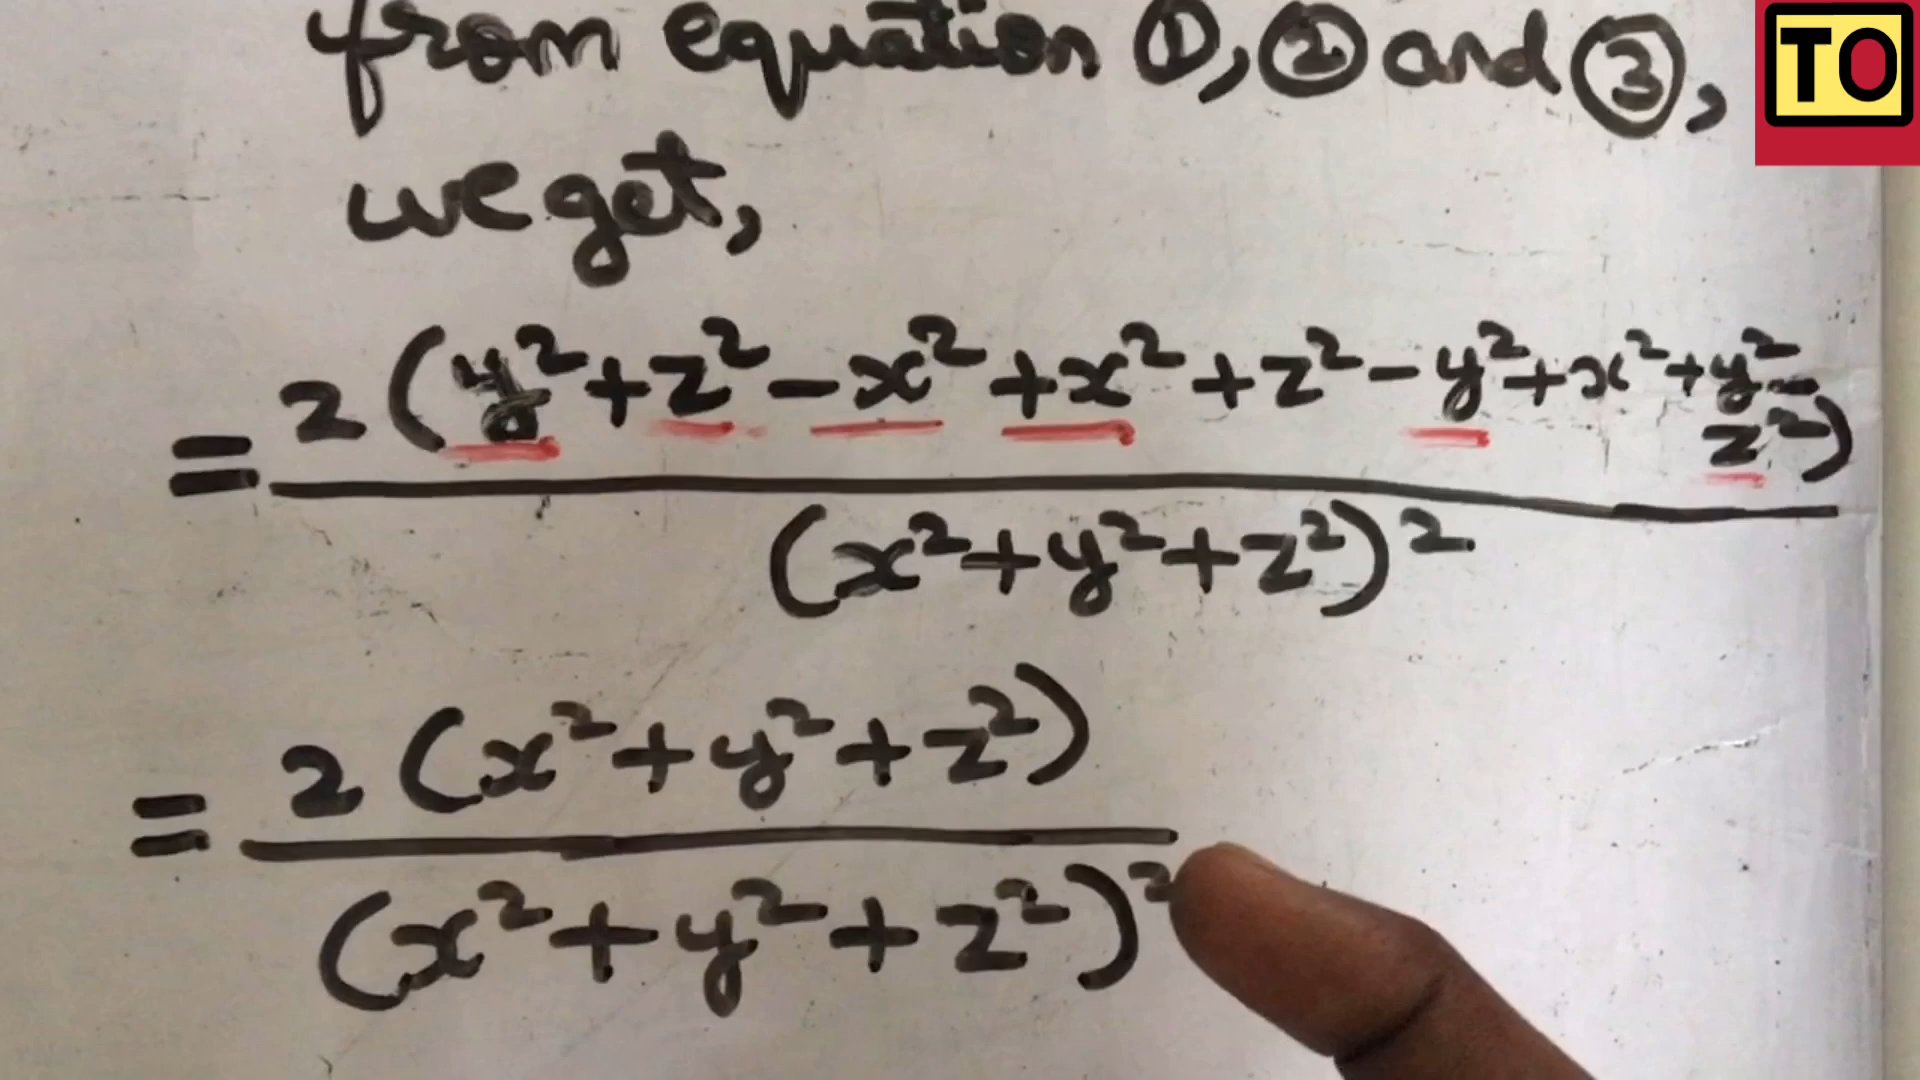 TO
from equation ①, ② and ③,
we get,
= 2(y²+z²-x²+x²+z²-y²+x²+y²-z²) / (x²+y²+z²)²
= 2(x²+y²+z²) / (x²+y²+z²)²